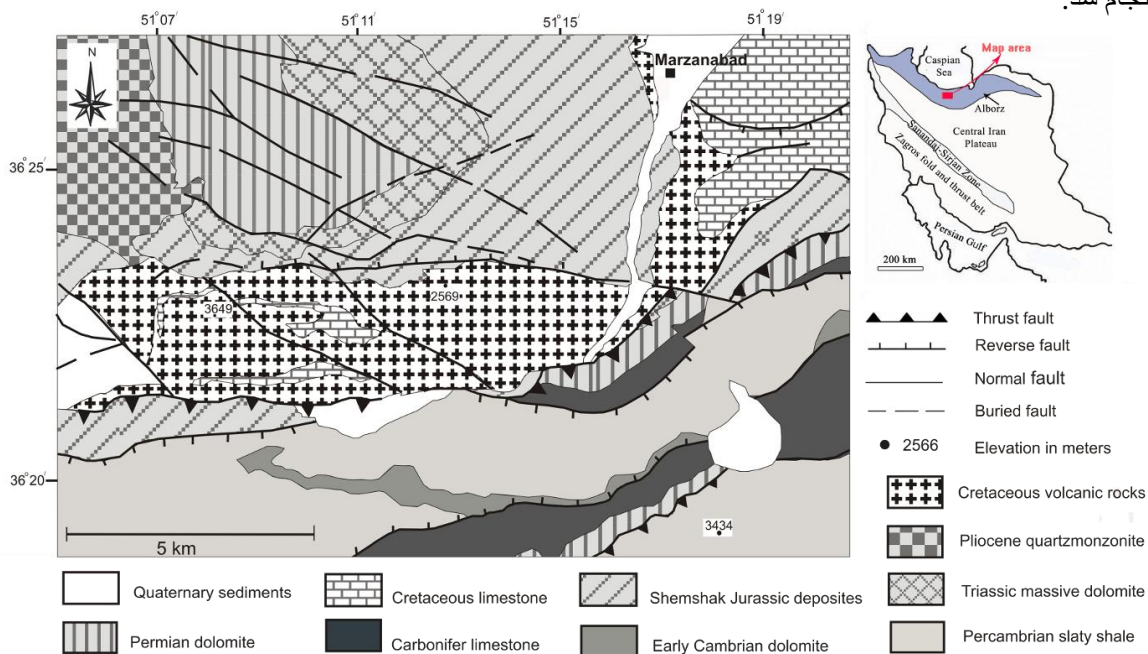 انجام شد.
51°07′ 51°11′ 51°15′ 51°19′
N
Marzanabad
36°25′
3649
2569
36°20′
3434
5 km
Map area
Caspian
Sea
Alborz
Central Iran
Plateau
Sanandaj-Sirjan Zone
Zagros fold and thrust belt
Persian Gulf
200 km
Thrust fault
Reverse fault
Normal fault
Buried fault
2566 Elevation in meters
Cretaceous volcanic rocks
Pliocene quartzmonzonite
Quaternary sediments Cretaceous limestone Shemshak Jurassic deposites Triassic massive dolomite
Permian dolomite Carbonifer limestone Early Cambrian dolomite Percambrian slaty shale